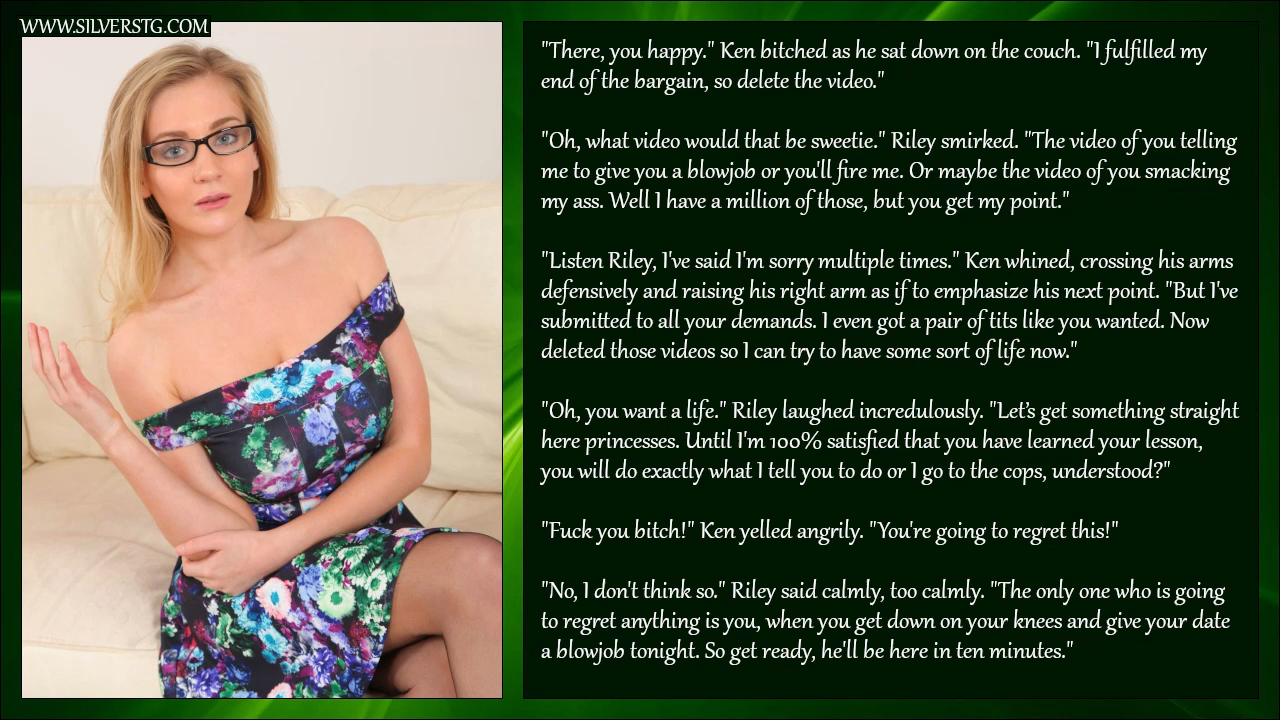 WWW.SILVERSTG.COM
"There, you happy." Ken bitched as he sat down on the couch. "I fulfilled my
end of the bargain, so delete the video."
"Oh, what video would that be sweetie." Riley smirked. "The video of you telling
me to give you a blowjob or you'll fire me. Or maybe the video of you smacking
my ass. Well I have a million of those, but you get my point."
"Listen Riley, I've said I'm sorry multiple times." Ken whined, crossing his arms
defensively and raising his right arm as if to emphasize his next point. "But I've
submitted to all your demands. I even got a pair of tits like you wanted. Now
deleted those videos so I can try to have some sort of life now."
"Oh, you want a life." Riley laughed incredulously. "Let's get something straight
here princesses. Until I'm 100% satisfied that you have learned your lesson,
you will do exactly what I tell you to do or I go to the cops, understood?"
"Fuck you bitch!" Ken yelled angrily. "You're going to regret this!"
"No, I don't think so." Riley said calmly, too calmly. "The only one who is going
to regret anything is you, when you get down on your knees and give your date
a blowjob tonight. So get ready, he'll be here in ten minutes."